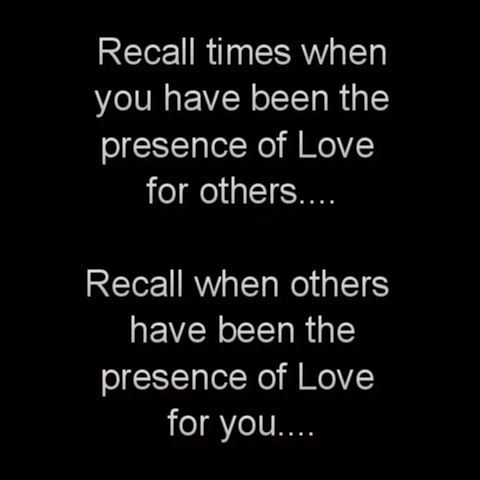 Recall times when
you have been the
presence of Love
for others....
Recall when others
have been the
presence of Love
for you....